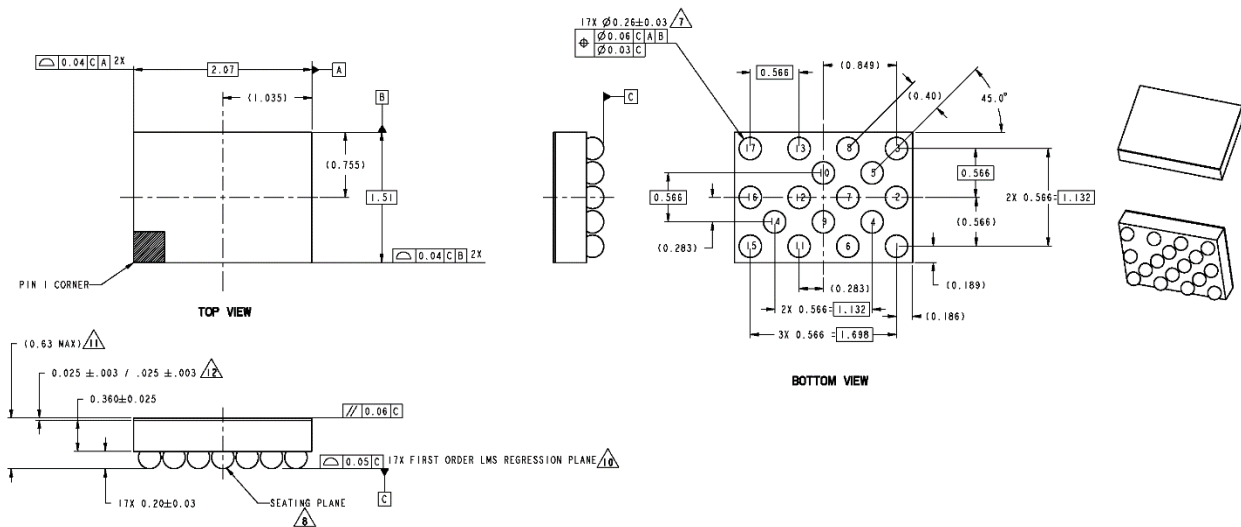 17X Ø0.26±0.03 7
Ø0.06 C A B
Ø0.03 C
0.04 C A 2X
2.07
A
(1.035)
B
(0.755)
1.51
0.04 C B 2X
PIN 1 CORNER
TOP VIEW
C
0.566
(0.849)
(0.40)
45.0°
17
13
8
3
10
5
16
12
7
2
14
9
4
15
11
6
0.566
(0.283)
0.566
(0.566)
2X 0.566=1.132
(0.189)
(0.283)
2X 0.566=1.132
(0.186)
3X 0.566 =1.698
BOTTOM VIEW
(0.63 MAX) 11
0.025 ±.003 / .025 ±.003 12
0.360±0.025
// 0.06 C
0.05 C 17X FIRST ORDER LMS REGRESSION PLANE 10
C
17X 0.20±0.03
SEATING PLANE
8